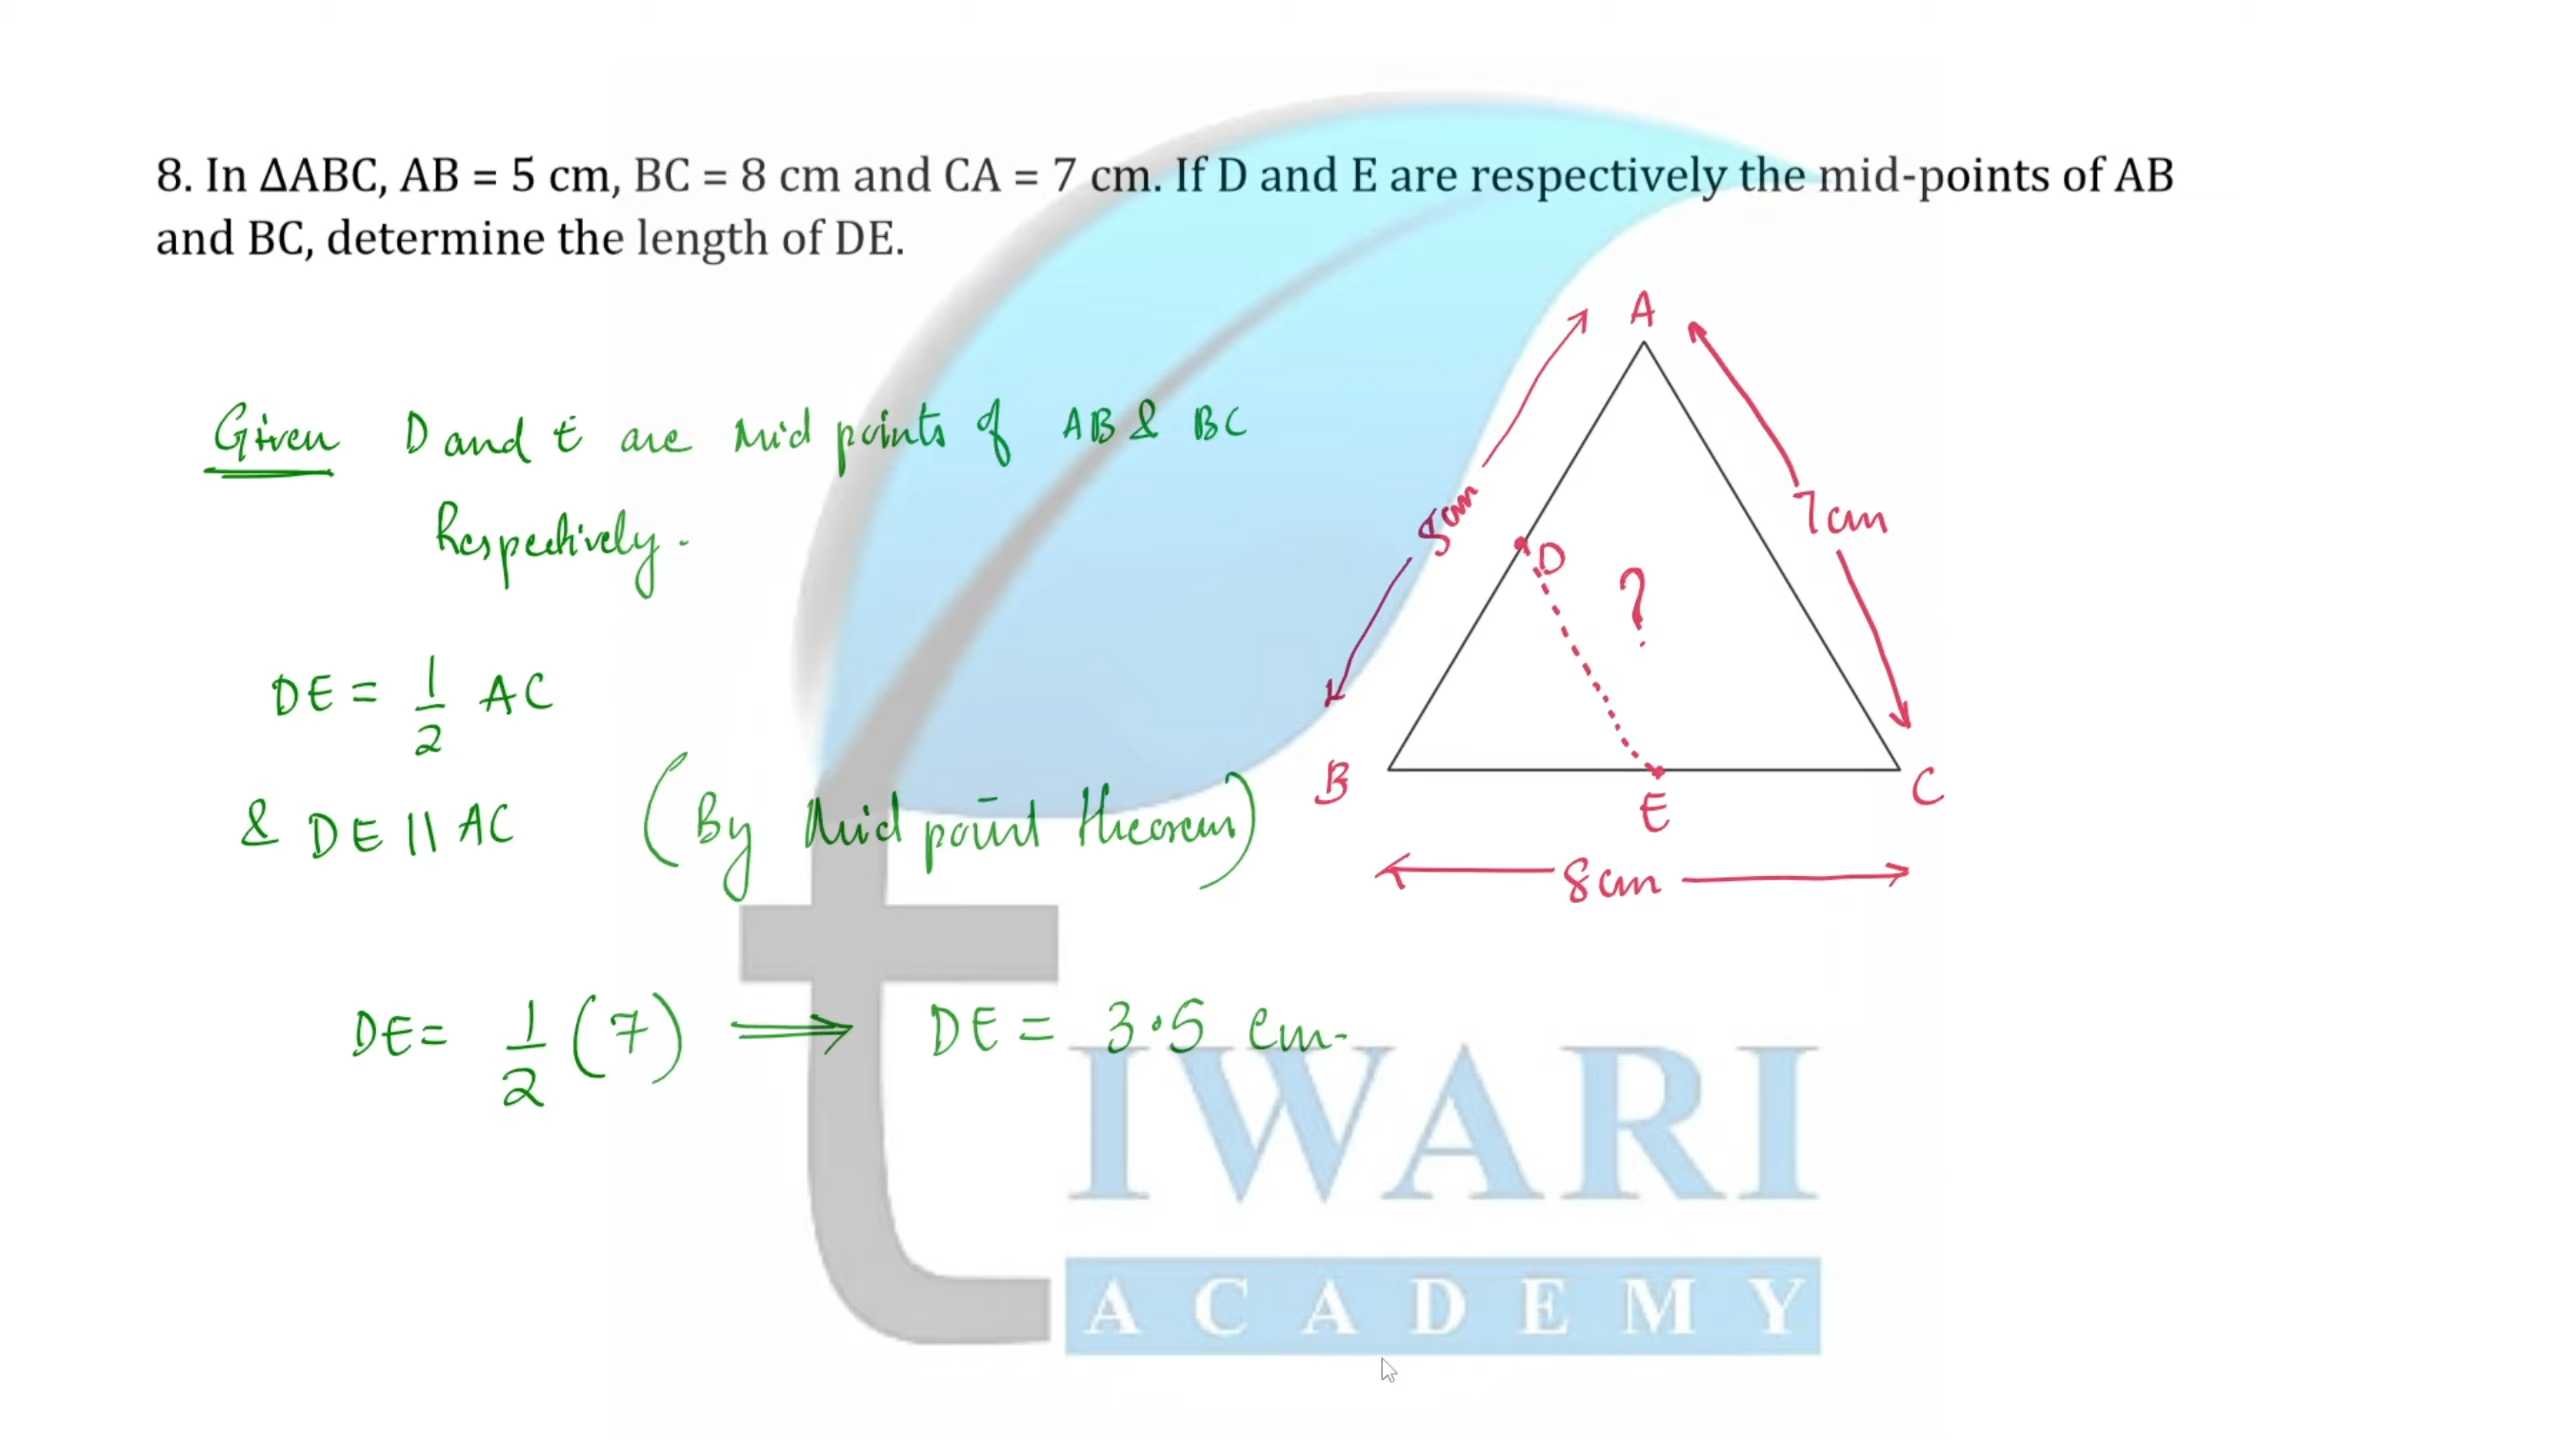 8. In ΔABC, AB = 5 cm, BC = 8 cm and CA = 7 cm. If D and E are respectively the mid-points of AB
and BC, determine the length of DE.
Given D and E are Mid points of AB & BC
Respectively.
DE = 1/2 AC
& DE || AC (By Mid point theorem)
DE = 1/2 (7) ⟹ DE = 3.5 cm.
A
7cm
D
?
B
E
C
8cm
tIWARI
ACADEMY